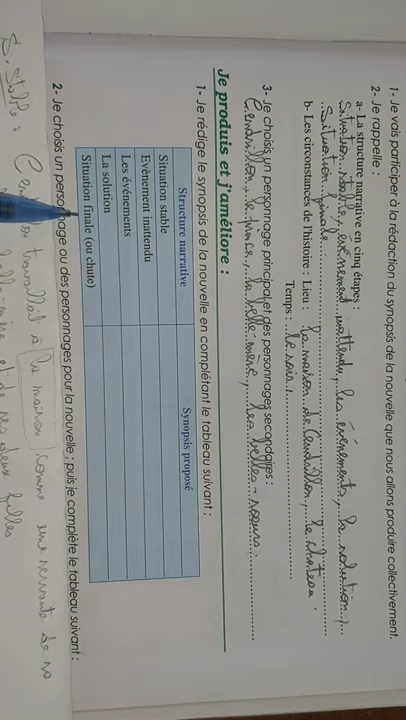 1- Je vais participer à la rédaction du synopsis de la nouvelle que nous allons produire collectivement.
2- Je rappelle :
a- La structure narrative en cinq étapes :
Situation stable, évènement inattendu, les évènements, la solution,
Situation finale.
b- Les circonstances de l'histoire : Lieu : la maison de Cendrillon, le château.
Temps : le soir.
3- Je choisis un personnage principal et des personnages secondaires :
Cendrillon, le prince, la belle-mère, les belles-sœurs.
Je produis et j'améliore :
1- Je rédige le synopsis de la nouvelle en complétant le tableau suivant :
Structure narrative Synopsis proposé
Situation stable
Evènement inattendu
Les événements
La solution
Situation finale (ou chute)
2- Je choisis un personnage ou des personnages pour la nouvelle ; puis je complète le tableau suivant :
S. stable : travaillait à la maison comme une servante de sa
belle-mère et de ses deux filles